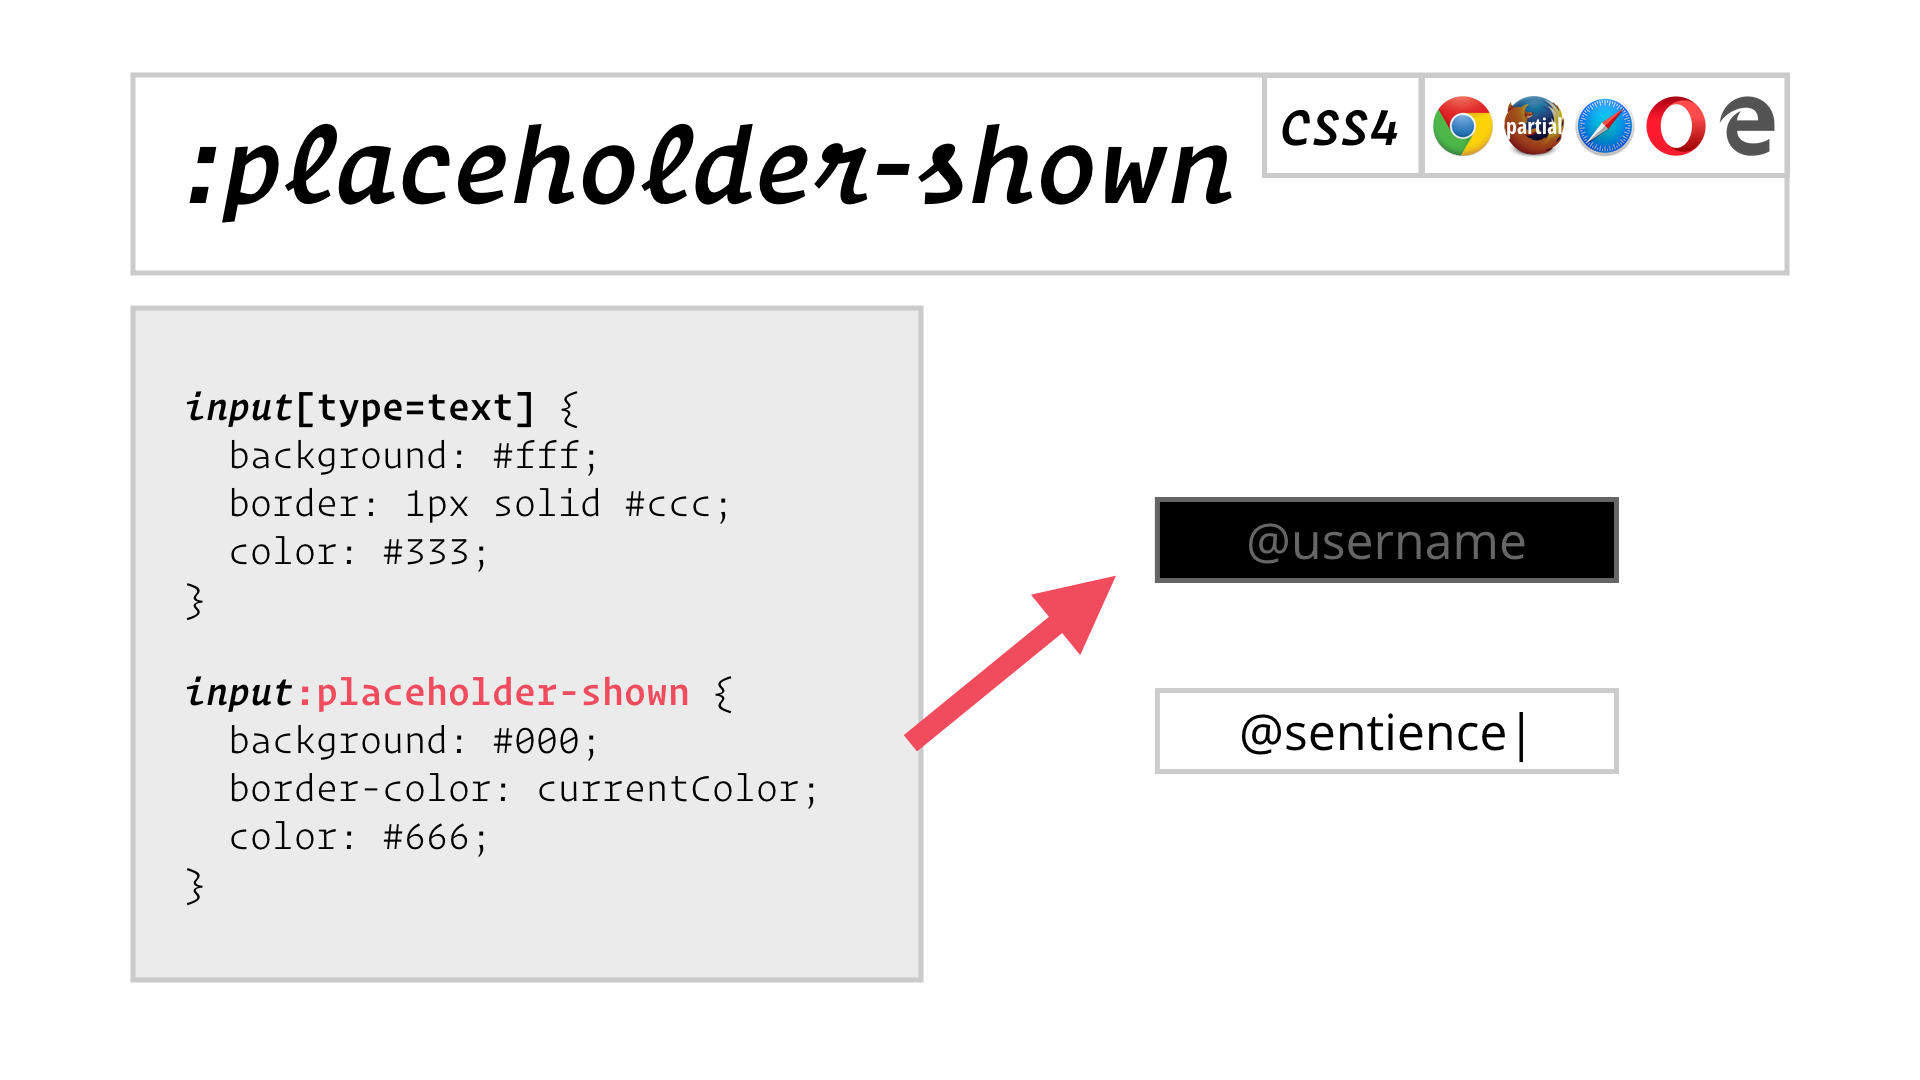 :placeholder-shown
CSS4
partial
input[type=text] {
  background: #fff;
  border: 1px solid #ccc;
  color: #333;
}
input:placeholder-shown {
  background: #000;
  border-color: currentColor;
  color: #666;
}
@username
@sentience|